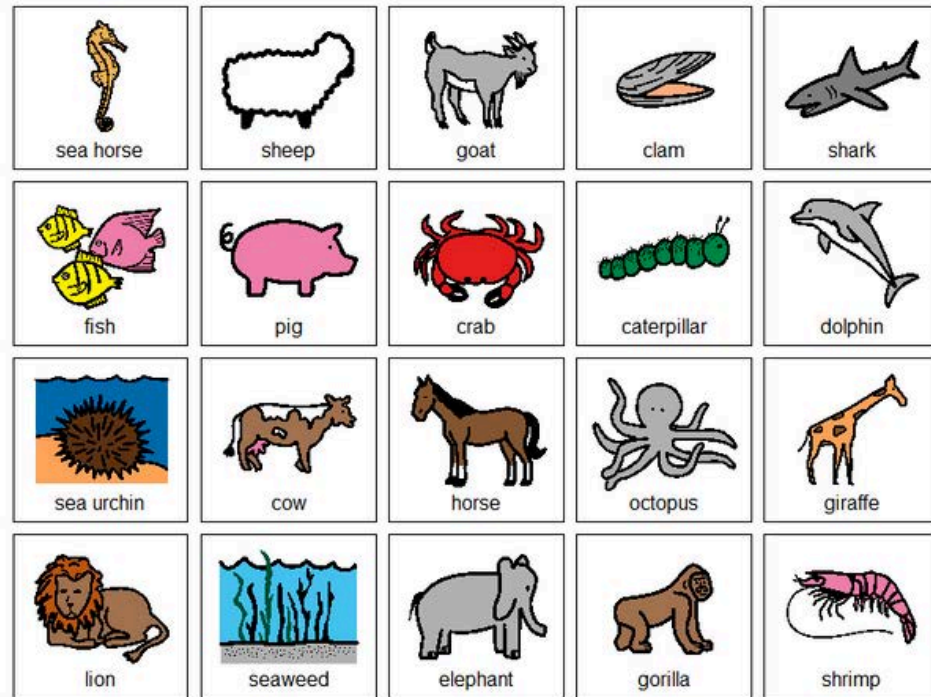 sea horse
sheep
goat
clam
shark
fish
pig
crab
caterpillar
dolphin
sea urchin
cow
horse
octopus
giraffe
lion
seaweed
elephant
gorilla
shrimp